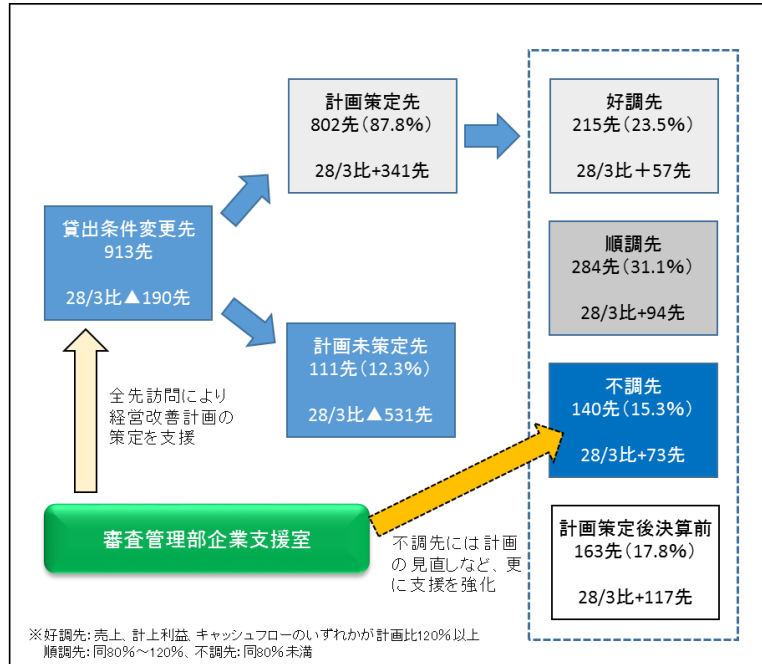 計画策定先
802先(87.8%)
28/3比+341先
好調先
215先(23.5%)
28/3比＋57先
貸出条件変更先
913先
28/3比▲190先
順調先
284先(31.1%)
28/3比+94先
計画未策定先
111先(12.3%)
28/3比▲531先
不調先
140先(15.3%)
28/3比+73先
全先訪問により
経営改善計画の
策定を支援
審査管理部企業支援室
不調先には計画
の見直しなど、更
に支援を強化
計画策定後決算前
163先(17.8%)
28/3比+117先
※好調先：売上、計上利益、キャッシュフローのいずれかが計画比120%以上
順調先：同80%～120%、不調先：同80%未満